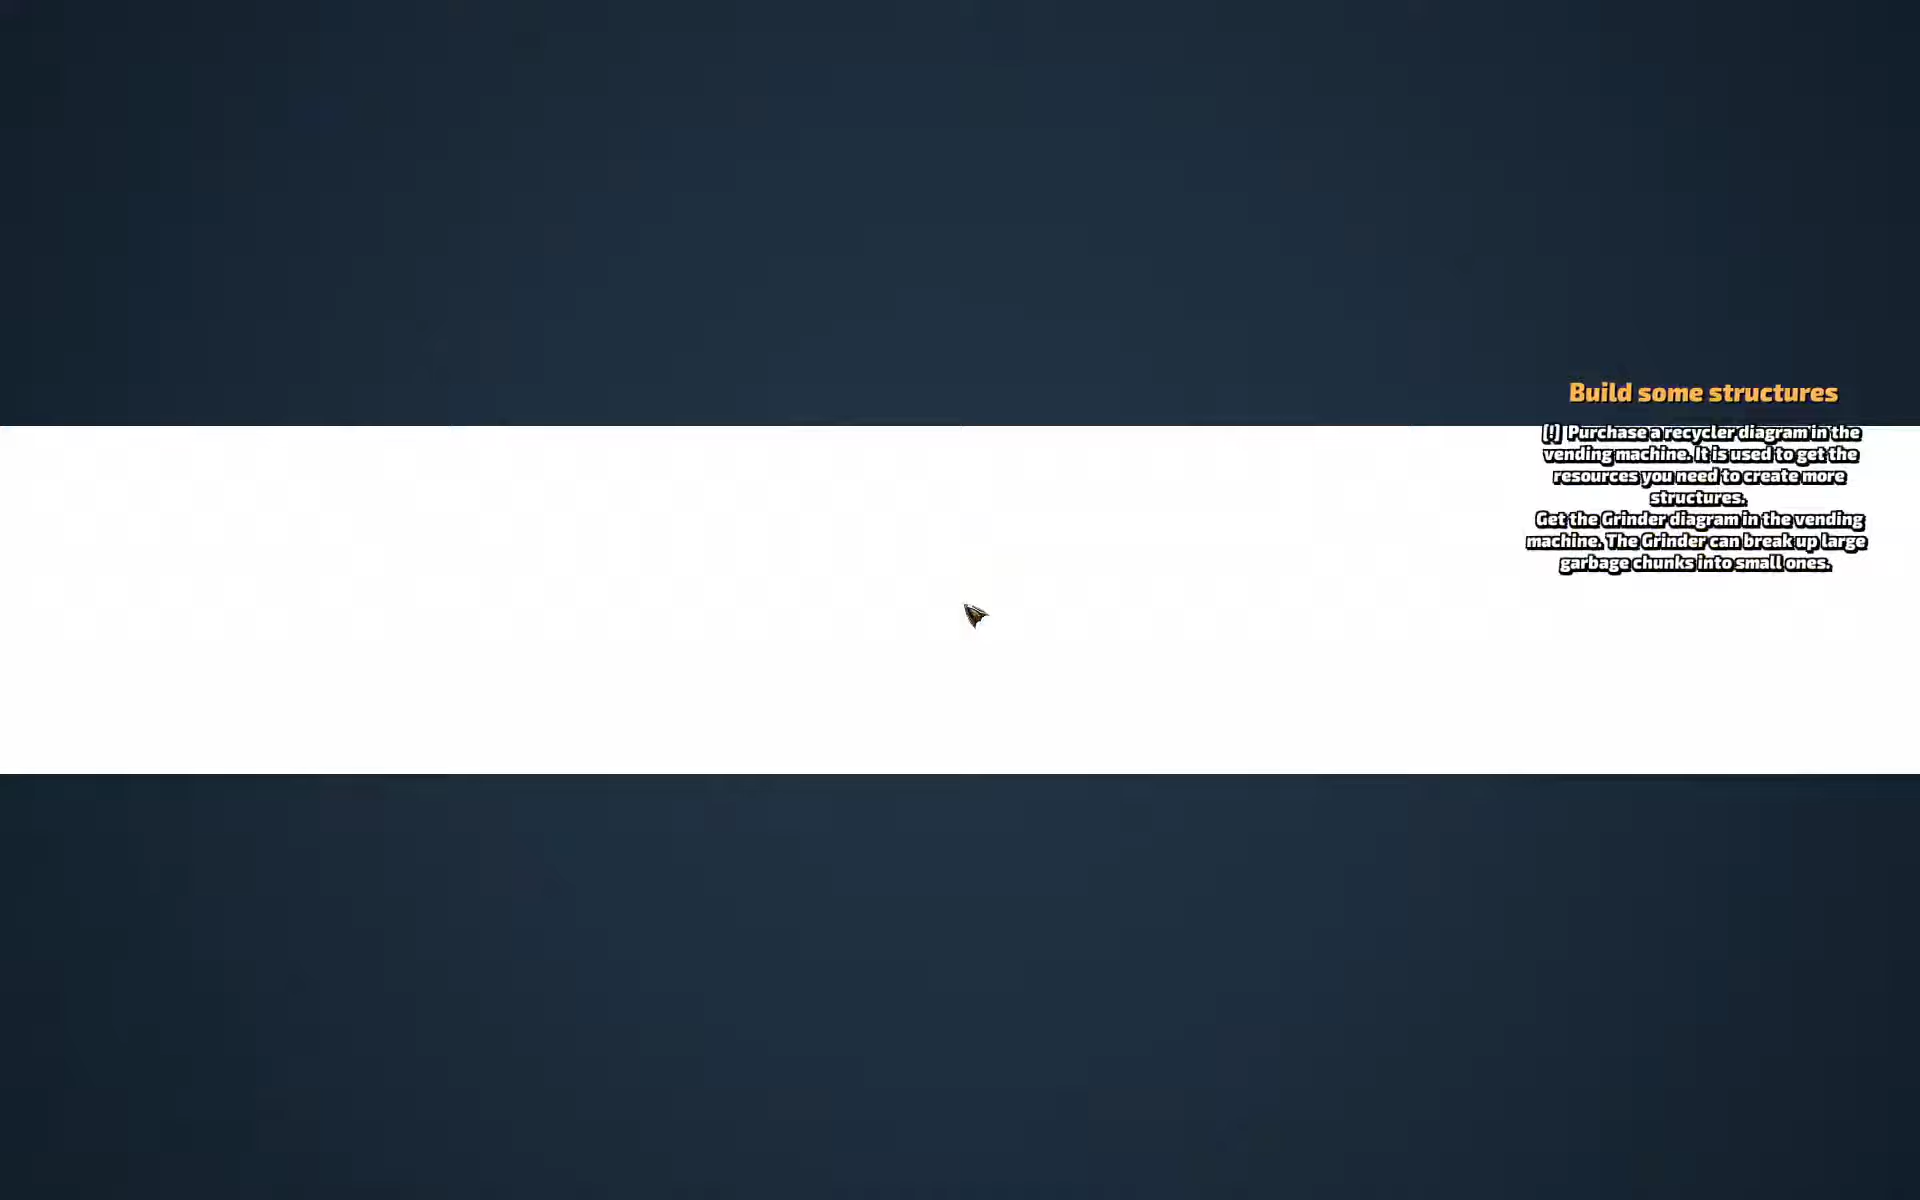 Build some structures
[!] Purchase a recycler diagram in the
vending machine. It is used to get the
resources you need to create more
structures.
Get the Grinder diagram in the vending
machine. The Grinder can break up large
garbage chunks into small ones.